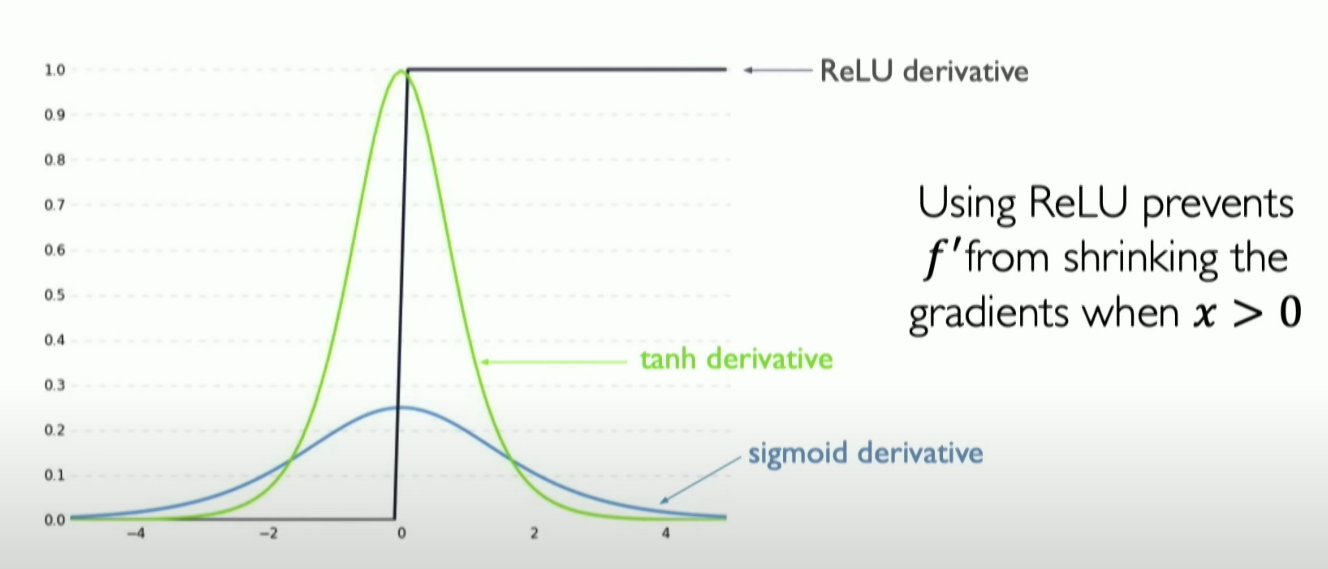 1.0
ReLU derivative
0.9
0.8
0.7
Using ReLU prevents
0.6
f'from shrinking the
0.5
gradients when x > 0
0.4
tanh derivative
0.3
0.2
sigmoid derivative
0.1
0.0
−4 −2 0 2 4